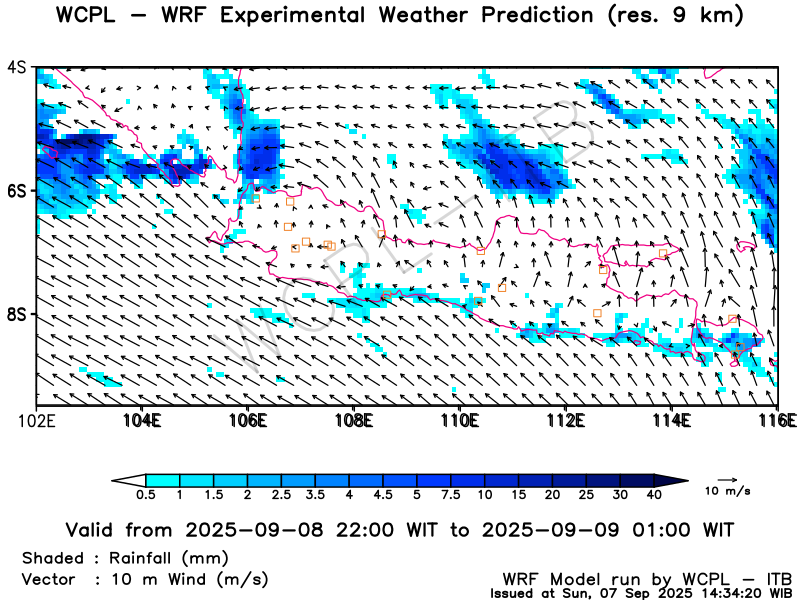 WCPL – WRF Experimental Weather Prediction (res. 9 km)
4S
6S
8S
WCPL-ITB
102E 104E 106E 108E 110E 112E 114E 116E
0.5 1 1.5 2 2.5 3.5 4 4.5 5 7.5 10 15 20 25 30 40
10 m/s
Valid from 2025-09-08 22:00 WIT to 2025-09-09 01:00 WIT
Shaded : Rainfall (mm)
Vector : 10 m Wind (m/s)
WRF Model run by WCPL – ITB
Issued at Sun, 07 Sep 2025 14:34:20 WIB